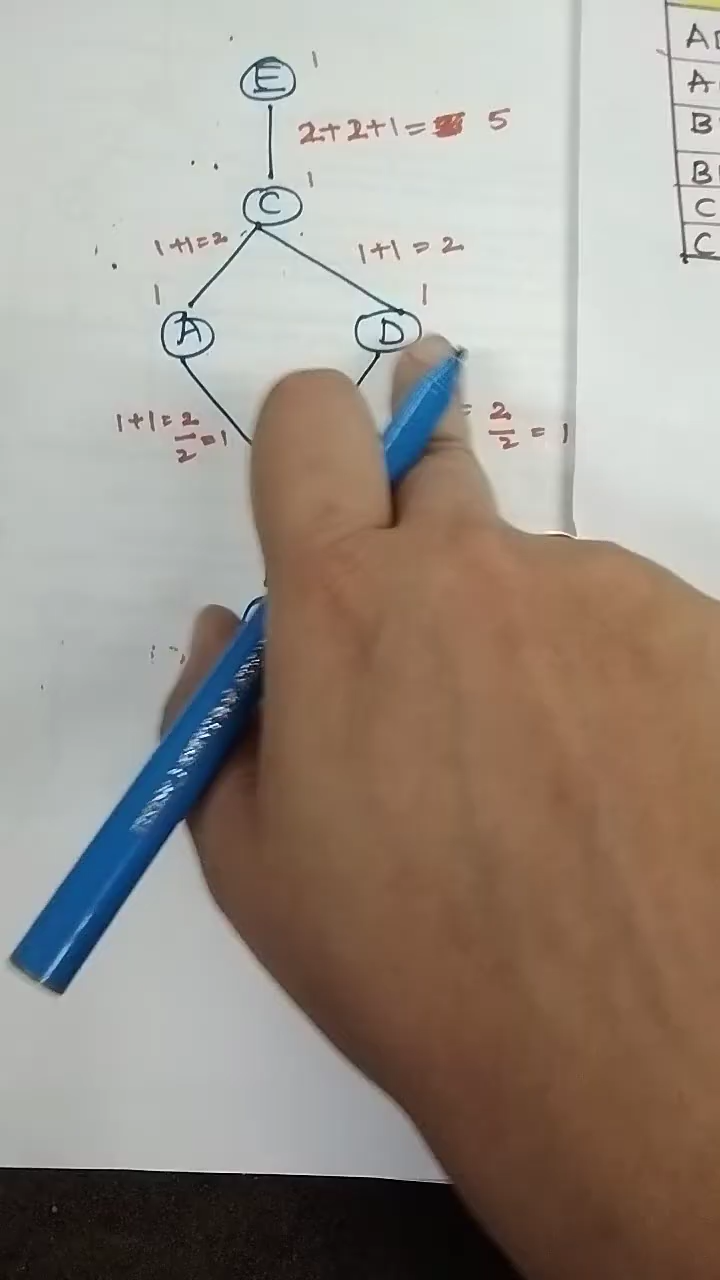 E 1
2+2+1= 5
C 1
1+1=2
1+1 = 2
1
1
A
D
1+1= 2/2 =1
= 2/2 = 1
A
B
B
C
C